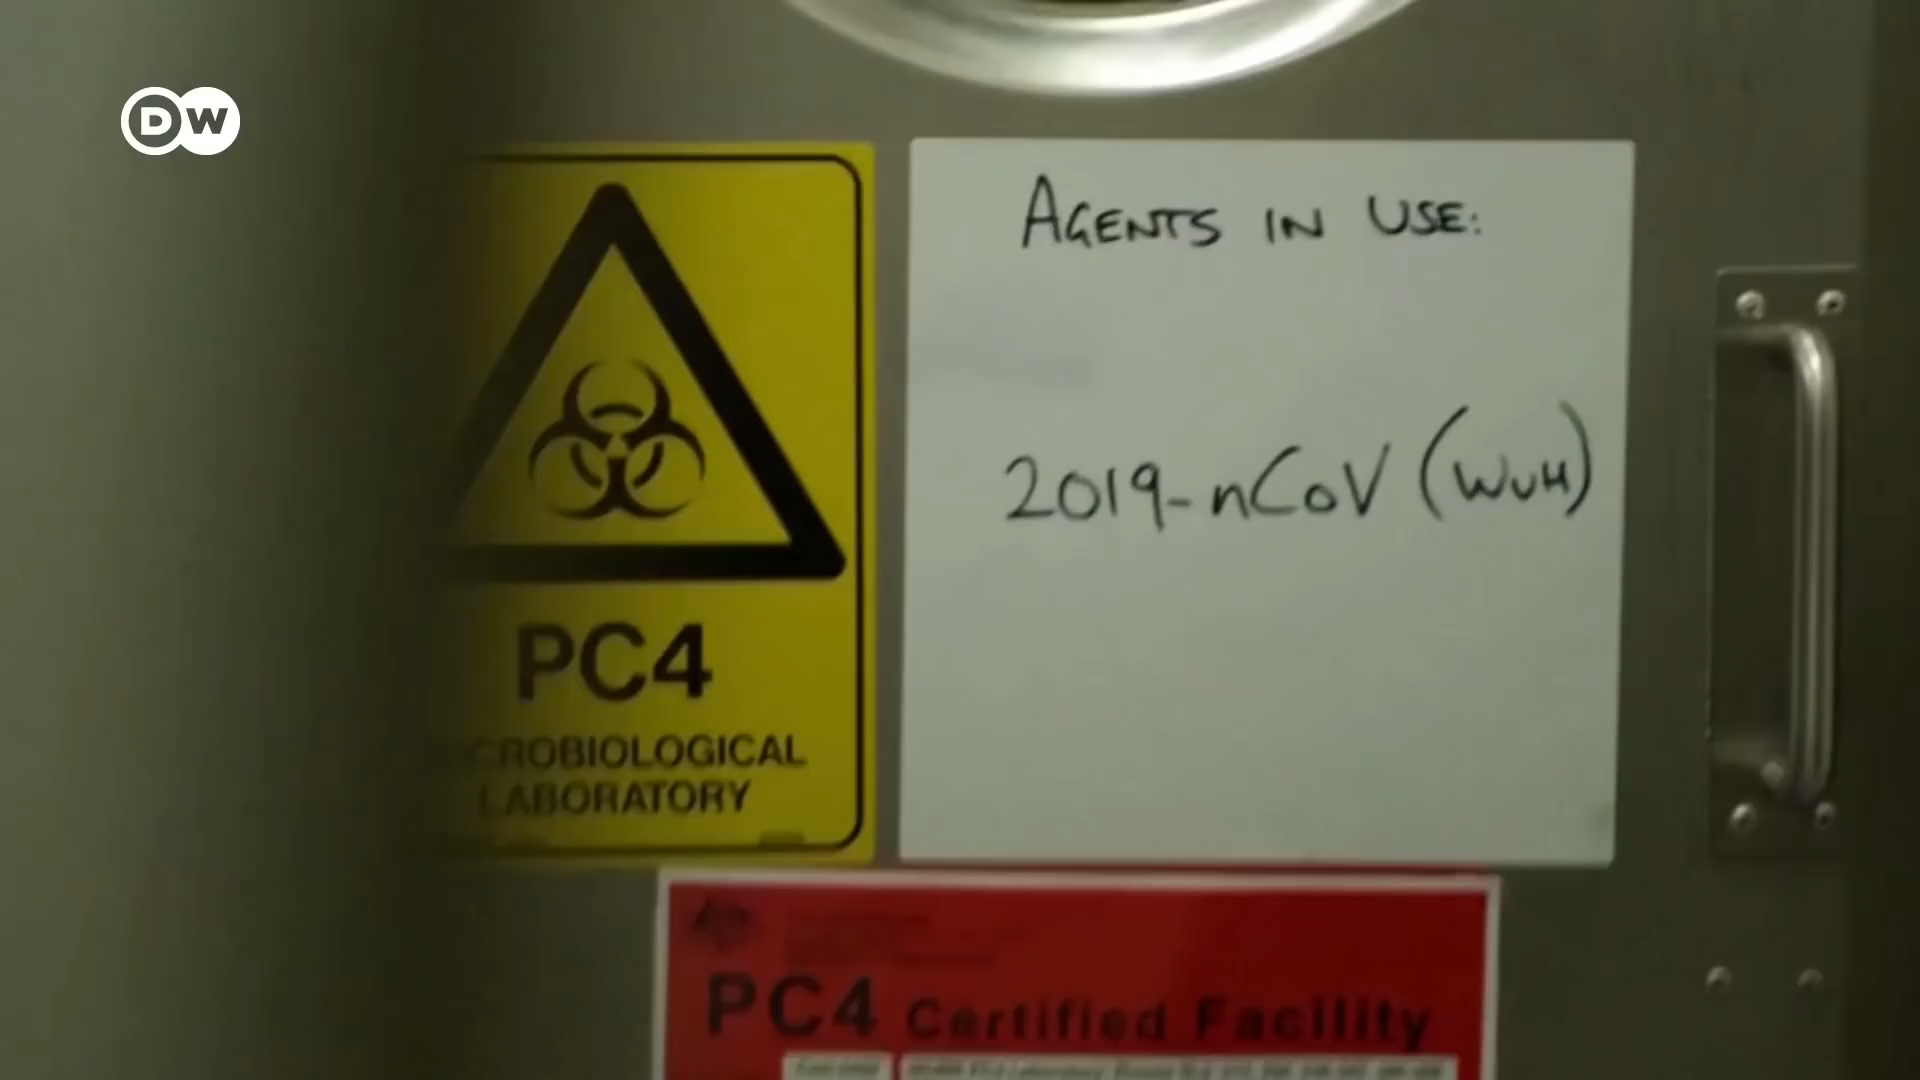 DW
AGENTS IN USE:
2019-nCoV (WUH)
PC4
CROBIOLOGICAL
LABORATORY
PC4 Certified Facility